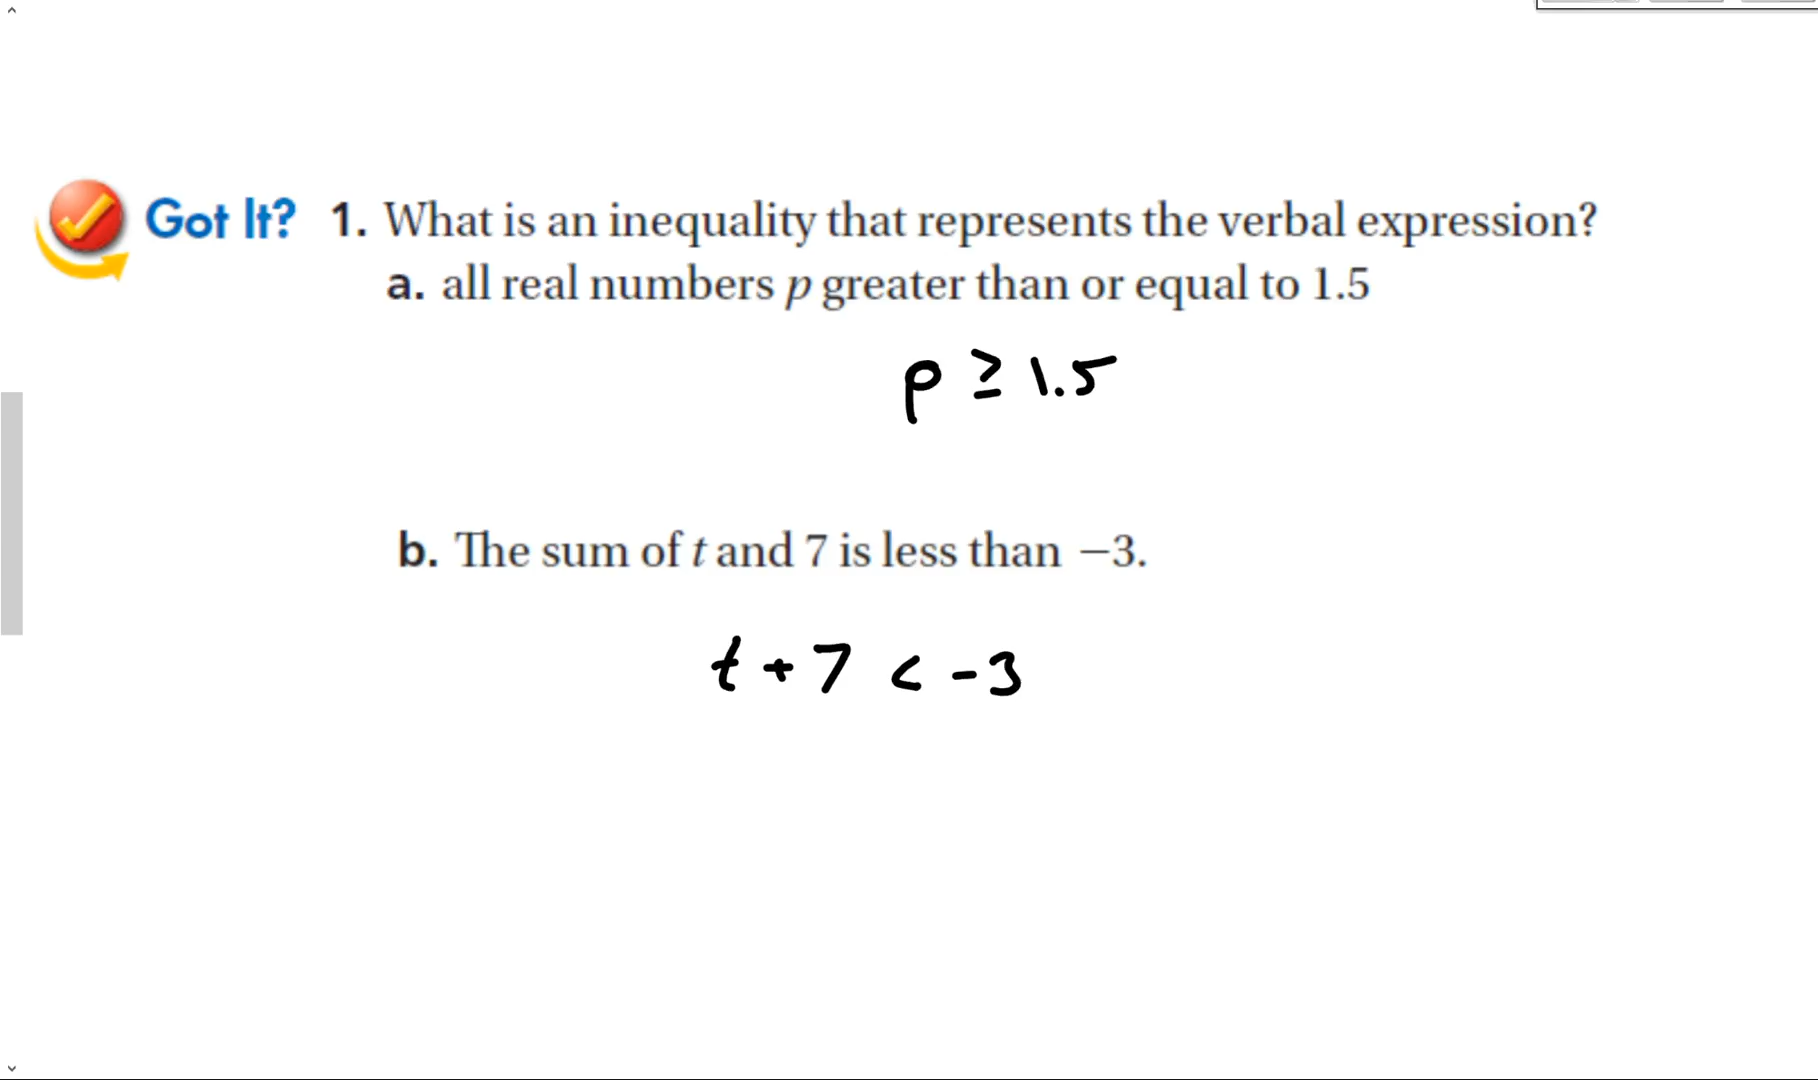 Got It? 1. What is an inequality that represents the verbal expression?
a. all real numbers p greater than or equal to 1.5
p ≥ 1.5
b. The sum of t and 7 is less than −3.
t + 7 < -3